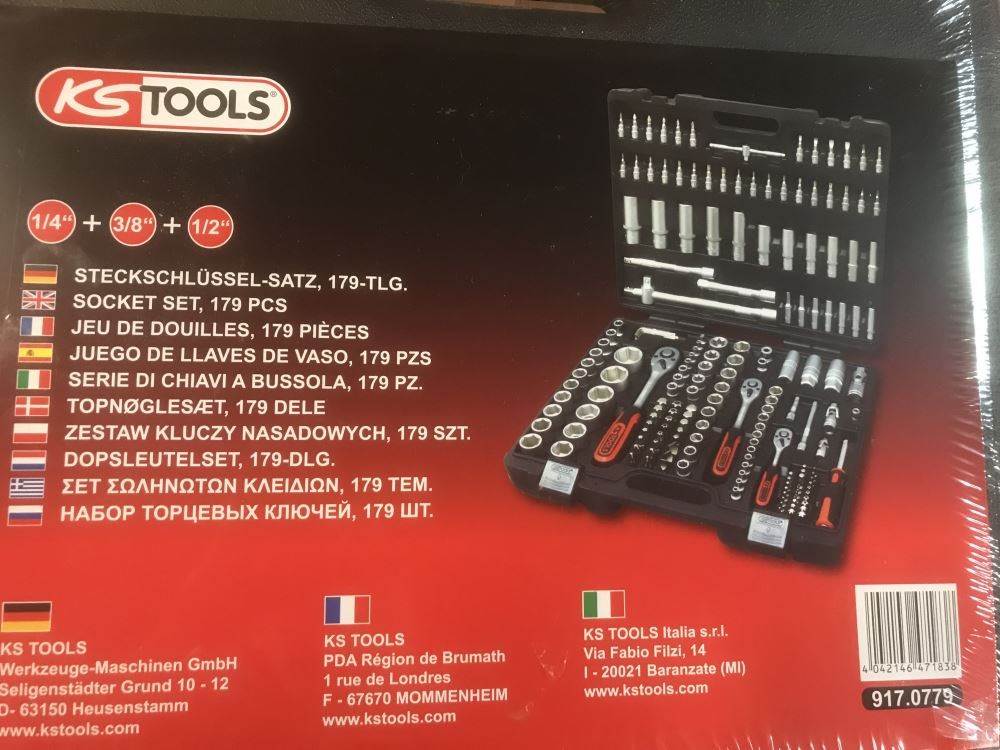 KS TOOLS®
1/4“ + 3/8“ + 1/2“
STECKSCHLÜSSEL-SATZ, 179-TLG.
SOCKET SET, 179 PCS
JEU DE DOUILLES, 179 PIÈCES
JUEGO DE LLAVES DE VASO, 179 PZS
SERIE DI CHIAVI A BUSSOLA, 179 PZ.
TOPNØGLESÆT, 179 DELE
ZESTAW KLUCZY NASADOWYCH, 179 SZT.
DOPSLEUTELSET, 179-DLG.
ΣΕΤ ΣΩΛΗΝΩΤΩΝ ΚΛΕΙΔΙΩΝ, 179 ΤΕΜ.
НАБОР ТОРЦЕВЫХ КЛЮЧЕЙ, 179 ШТ.
KS TOOLS
Werkzeuge-Maschinen GmbH
Seligenstädter Grund 10 - 12
D- 63150 Heusenstamm
www.kstools.com
KS TOOLS
PDA Région de Brumath
1 rue de Londres
F - 67670 MOMMENHEIM
www.kstools.com
KS TOOLS Italia s.r.l.
Via Fabio Filzi, 14
I - 20021 Baranzate (MI)
www.kstools.com
4 042146 471838
917.0779
KS TOOLS